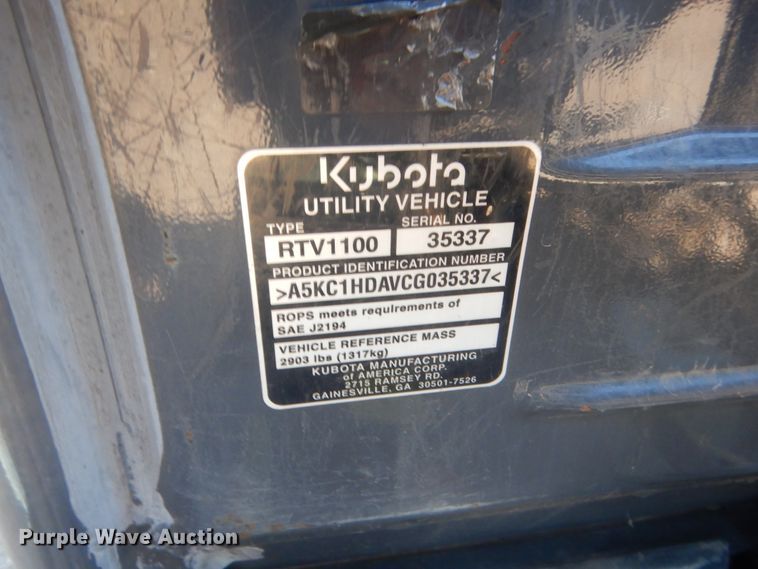 Kubota
UTILITY VEHICLE
TYPE SERIAL NO.
RTV1100 35337
PRODUCT IDENTIFICATION NUMBER
>A5KC1HDAVCG035337<
ROPS meets requirements of
SAE J2194
VEHICLE REFERENCE MASS
2903 lbs (1317kg)
KUBOTA MANUFACTURING
of AMERICA CORP.
2715 RAMSEY RD.
GAINESVILLE, GA 30501-7526
Purple Wave Auction